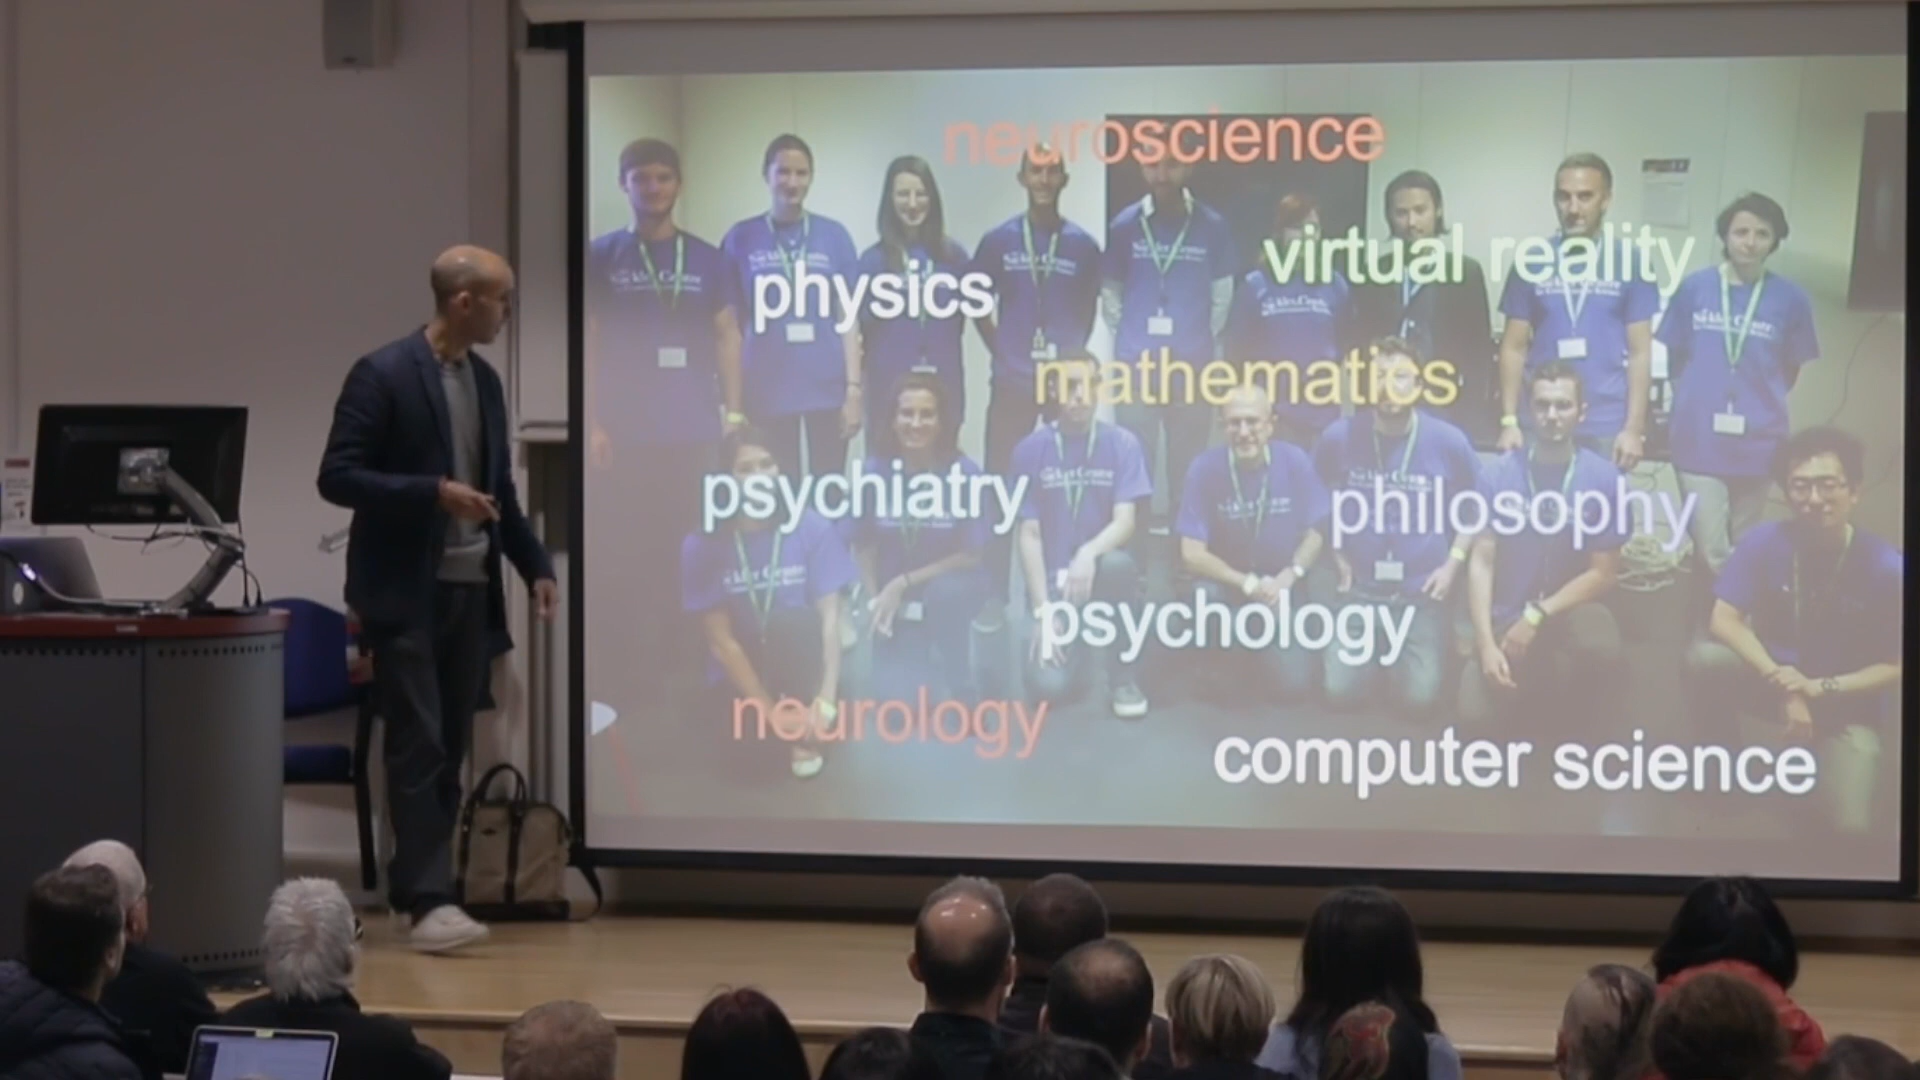 neuroscience
virtual reality
physics
mathematics
psychiatry
philosophy
psychology
neurology
computer science